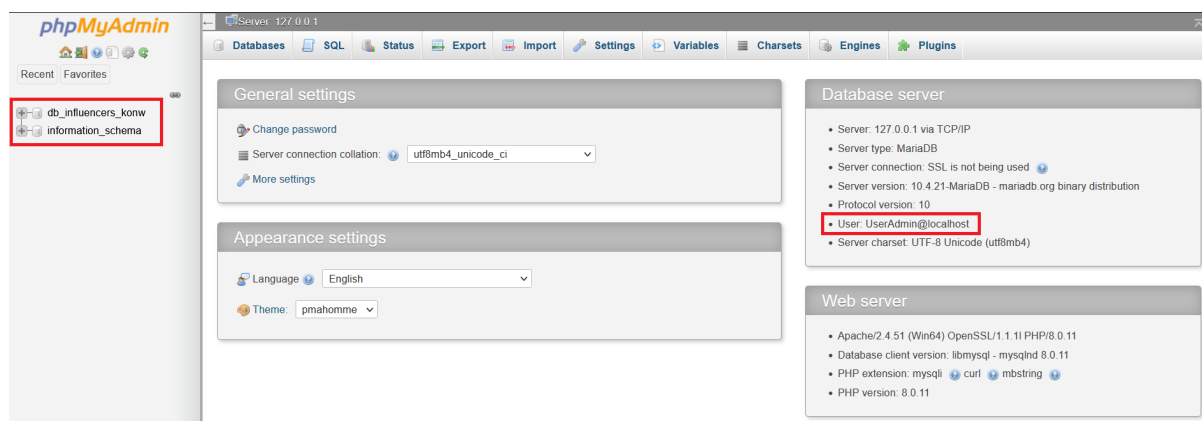 phpMyAdmin
Recent Favorites
db_influencers_konw
information_schema
Server: 127.0.0.1
Databases SQL Status Export Import Settings Variables Charsets Engines Plugins
General settings
Change password
Server connection collation: utf8mb4_unicode_ci
More settings
Appearance settings
Language English
Theme: pmahomme
Database server
• Server: 127.0.0.1 via TCP/IP
• Server type: MariaDB
• Server connection: SSL is not being used
• Server version: 10.4.21-MariaDB - mariadb.org binary distribution
• Protocol version: 10
• User: UserAdmin@localhost
• Server charset: UTF-8 Unicode (utf8mb4)
Web server
• Apache/2.4.51 (Win64) OpenSSL/1.1.1l PHP/8.0.11
• Database client version: libmysql - mysqlnd 8.0.11
• PHP extension: mysqli curl mbstring
• PHP version: 8.0.11